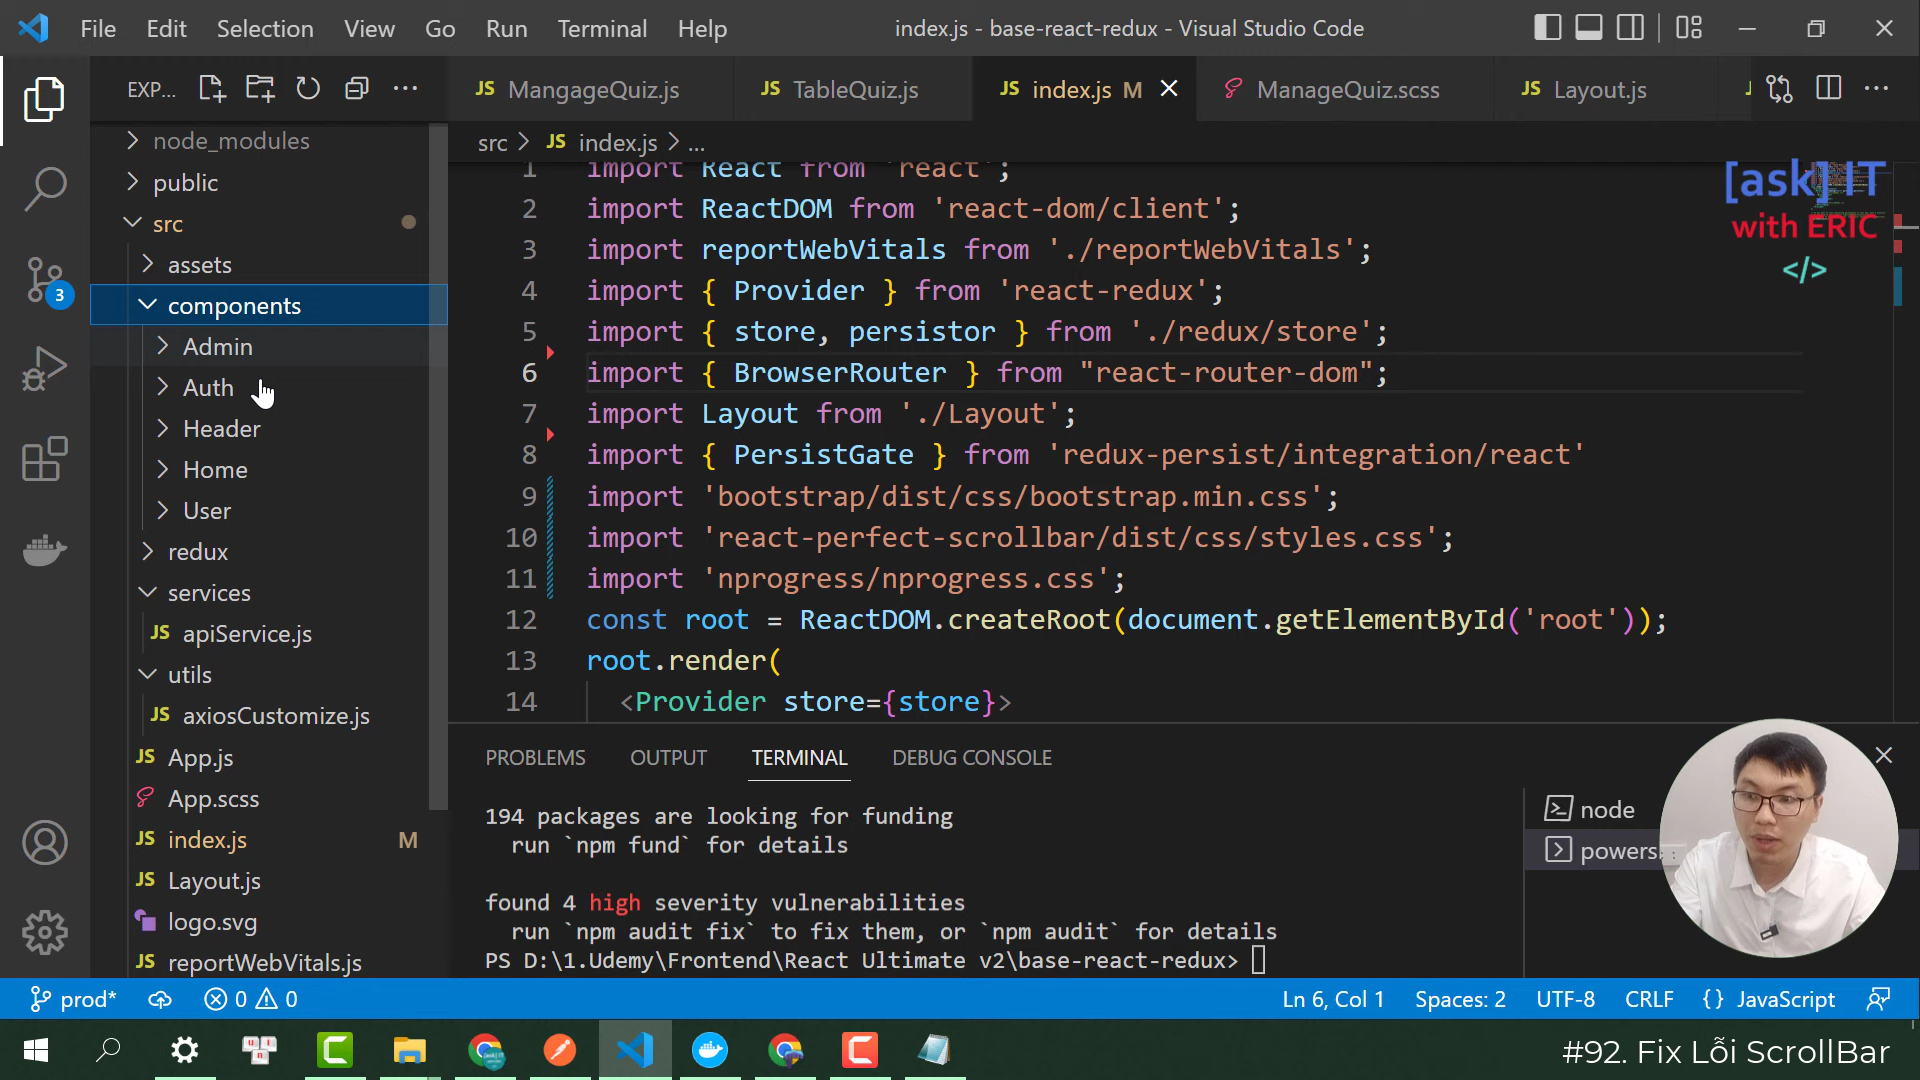 File Edit Selection View Go Run Terminal Help
index.js - base-react-redux - Visual Studio Code
EXP...
node_modules
public
src
assets
components
Admin
Auth
Header
Home
User
redux
services
JS apiService.js
utils
JS axiosCustomize.js
JS App.js
App.scss
JS index.js M
JS Layout.js
logo.svg
JS reportWebVitals.js
3
JS MangageQuiz.js
JS TableQuiz.js
JS index.js M
ManageQuiz.scss
JS Layout.js
src > JS index.js > ...
1 import React from 'react';
2 import ReactDOM from 'react-dom/client';
3 import reportWebVitals from './reportWebVitals';
4 import { Provider } from 'react-redux';
5 import { store, persistor } from './redux/store';
6 import { BrowserRouter } from "react-router-dom";
7 import Layout from './Layout';
8 import { PersistGate } from 'redux-persist/integration/react'
9 import 'bootstrap/dist/css/bootstrap.min.css';
10 import 'react-perfect-scrollbar/dist/css/styles.css';
11 import 'nprogress/nprogress.css';
12 const root = ReactDOM.createRoot(document.getElementById('root'));
13 root.render(
14 <Provider store={store}>
[ask] IT
with ERIC
</>
PROBLEMS OUTPUT TERMINAL DEBUG CONSOLE
194 packages are looking for funding
run `npm fund` for details
found 4 high severity vulnerabilities
run `npm audit fix` to fix them, or `npm audit` for details
PS D:\1.Udemy\Frontend\React Ultimate v2\base-react-redux>
node
powers
prod* 0 0
Ln 6, Col 1 Spaces: 2 UTF-8 CRLF {} JavaScript
#92. Fix Lỗi ScrollBar